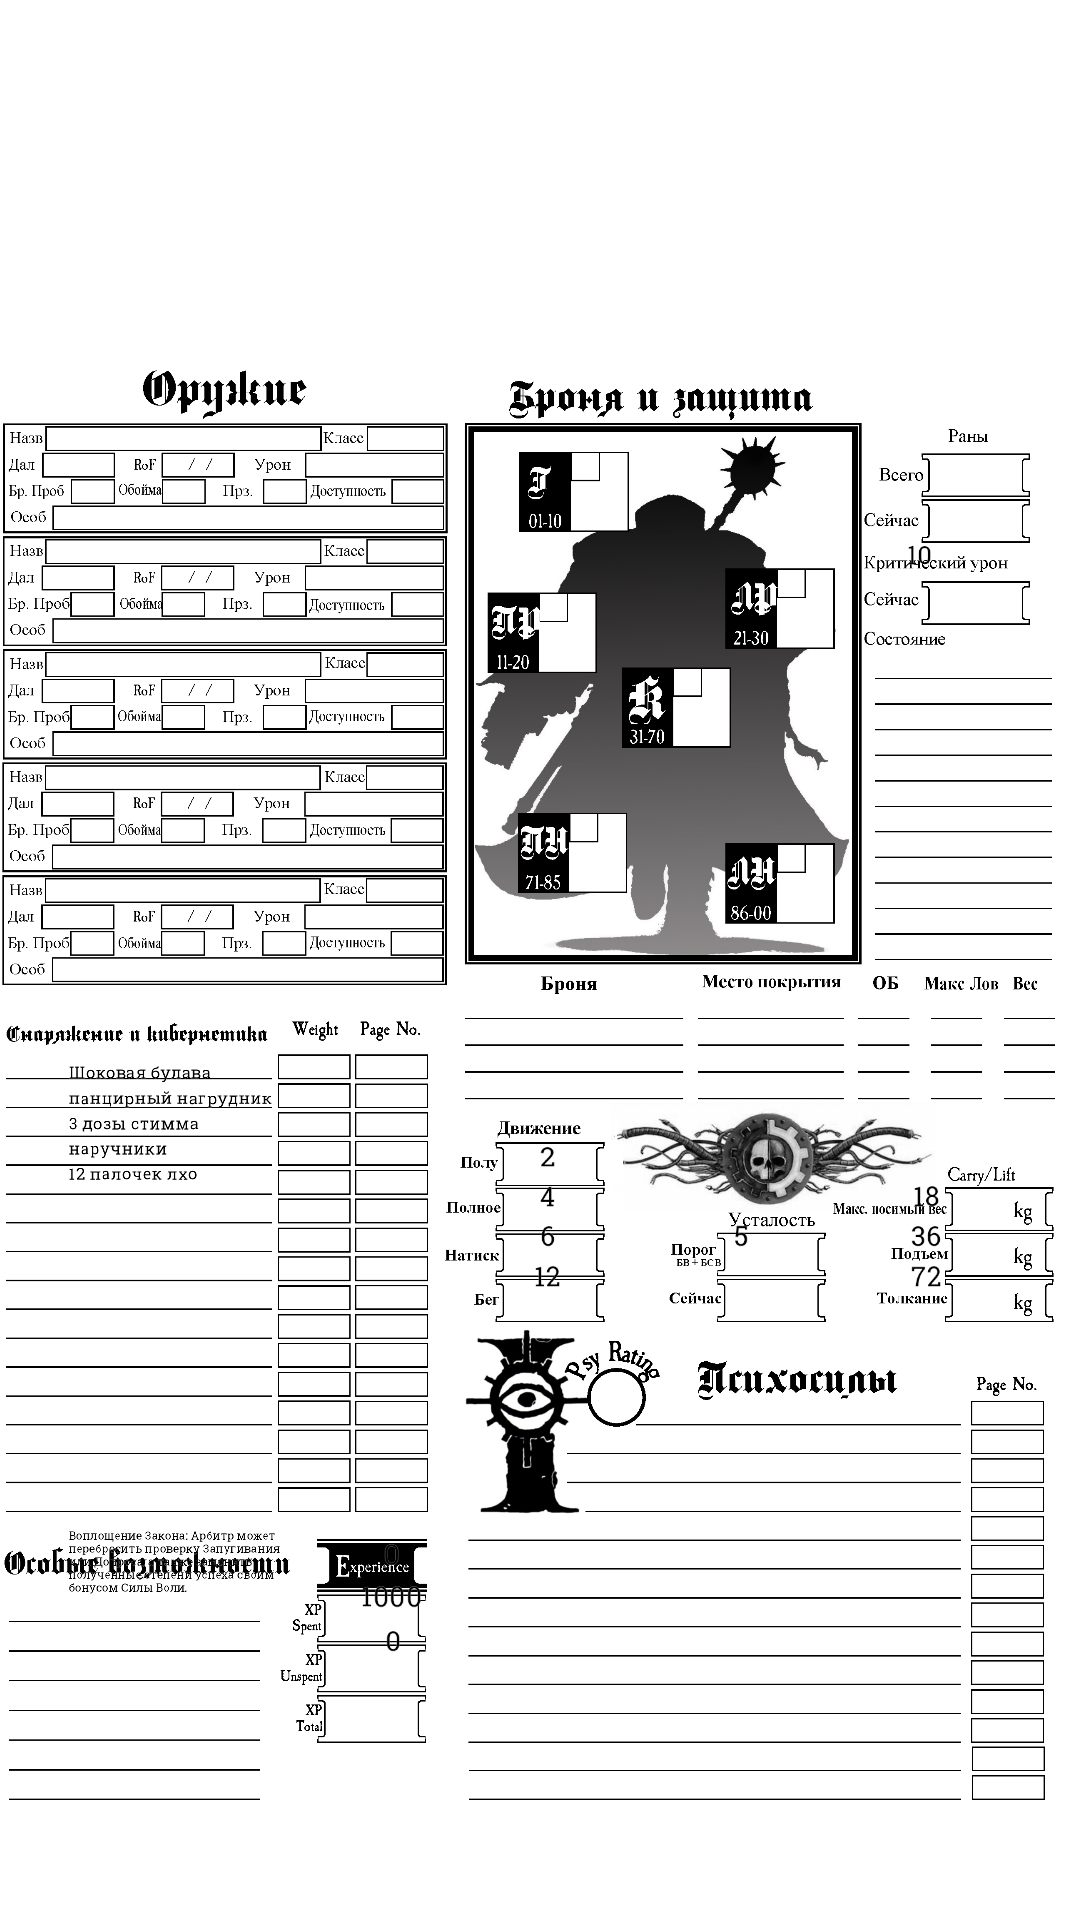 Оружие
Назв Класс
Дал RoF / / Урон
Бр. Проб Обойма Прз. Доступность
Особ
Назв Класс
Дал RoF / / Урон
Бр. Проб Обойма Прз. Доступность
Особ
Назв Класс
Дал RoF / / Урон
Бр. Проб Обойма Прз. Доступность
Особ
Назв Класс
Дал RoF / / Урон
Бр. Проб Обойма Прз. Доступность
Особ
Назв Класс
Дал RoF / / Урон
Бр. Проб Обойма Прз. Доступность
Особ
Броня и защита
Г
01-10
ПР
11-20
ЛР
21-30
К
31-70
ПН
71-85
ЛН
86-00
Раны
Всего
Сейчас
10
Критический урон
Сейчас
Состояние
Броня Место покрытия ОБ Макс Лов Вес
Снаряжение и кибернетика Weight Page No.
Шоковая булава
панцирный нагрудник
3 дозы стимма
наручники
12 палочек лхо
Движение
Полу 2
Полное 4
Натиск 6
Бег 12
Усталость
5
Порог
БВ + БСВ
Сейчас
Carry/Lift
18
Макс. носимый вес kg
36
Подъем kg
72
Толкание kg
Psy Rating
Психосилы
Page No.
Особые возможности
Воплощение Закона: Арбитр может
перебросить проверку Запугивания
полученные степени успеха своим
бонусом Силы Воли.
0
Experience
1000
XP
Spent
0
XP
Unspent
XP
Total